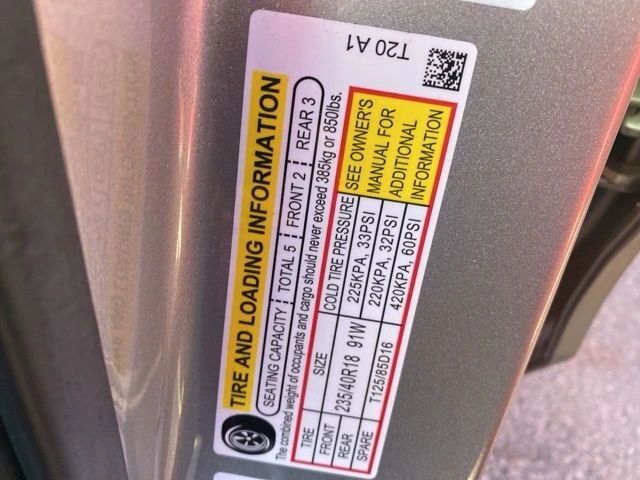 TIRE AND LOADING INFORMATION
SEATING CAPACITY TOTAL 5 FRONT 2 REAR 3
The combined weight of occupants and cargo should never exceed 385kg or 850lbs.
TIRE SIZE COLD TIRE PRESSURE SEE OWNER'S
FRONT 235/40R18 91W 225KPA, 33PSI MANUAL FOR
REAR 220KPA, 32PSI ADDITIONAL
SPARE T125/85D16 420KPA, 60PSI INFORMATION
T20 A1